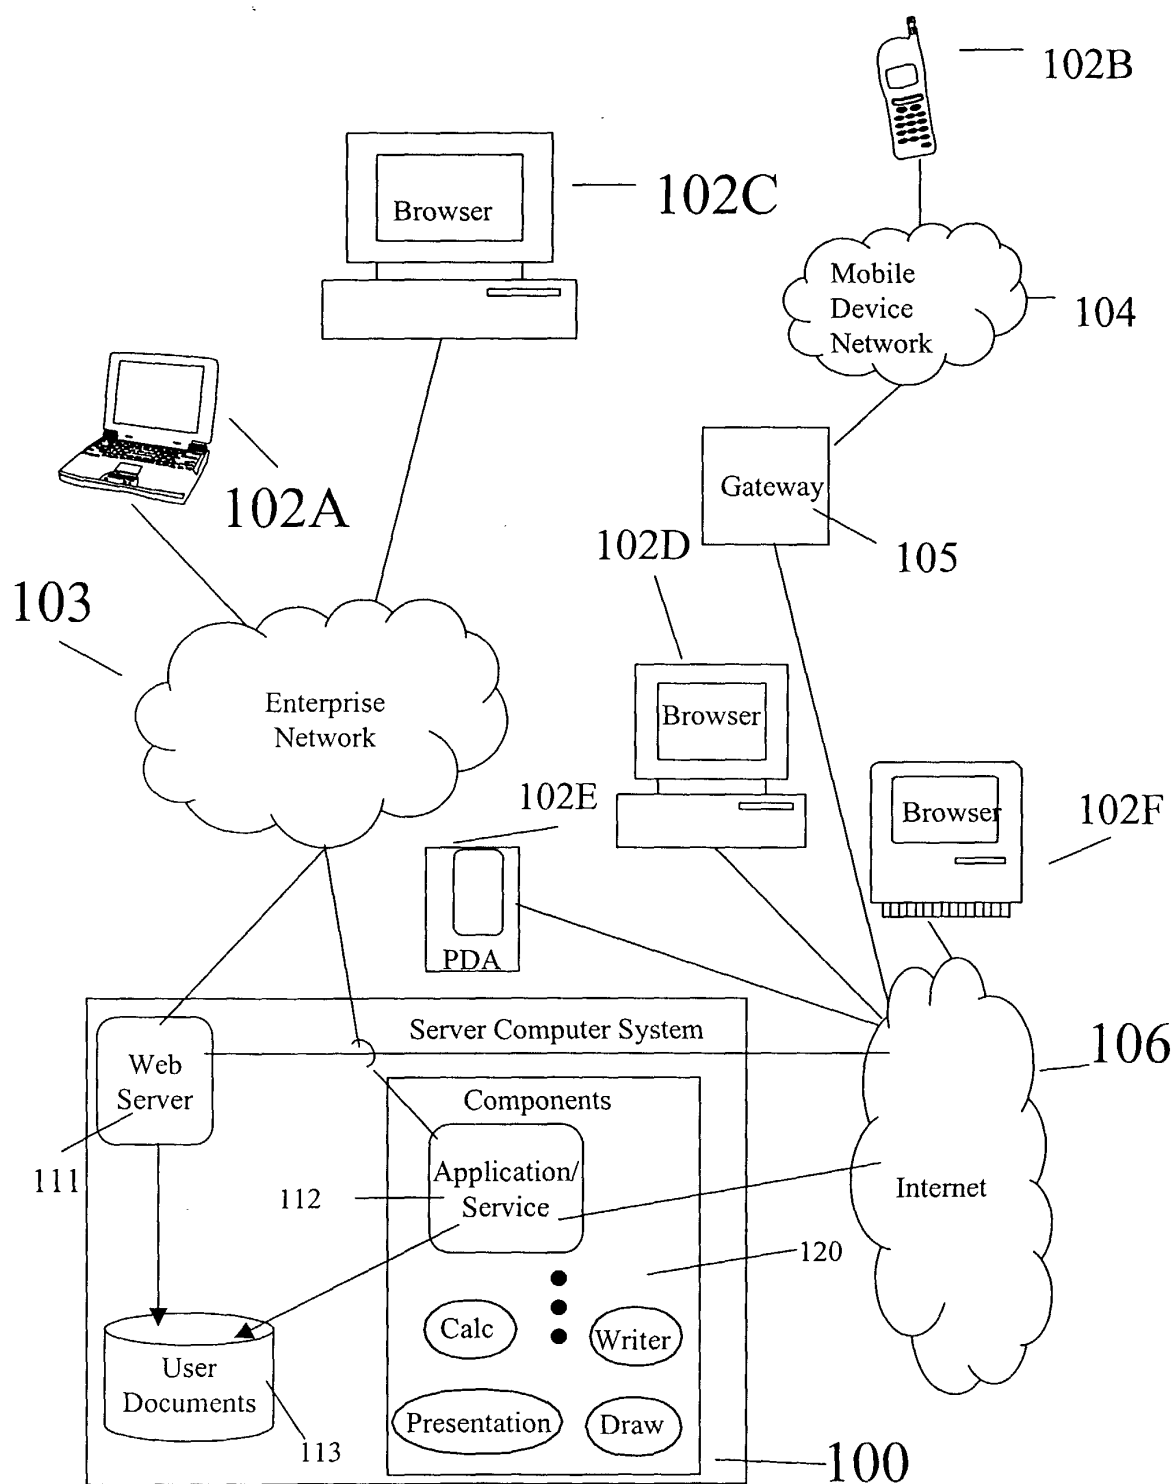 102B
102C
Browser
Mobile
Device
Network
104
102A
Gateway
105
102D
103
Enterprise
Network
Browser
102E
Browser
102F
PDA
Server Computer System
106
Web
Server
Components
111
112
Application/
Service
Internet
120
Calc
Writer
User
Documents
Presentation
Draw
113
100